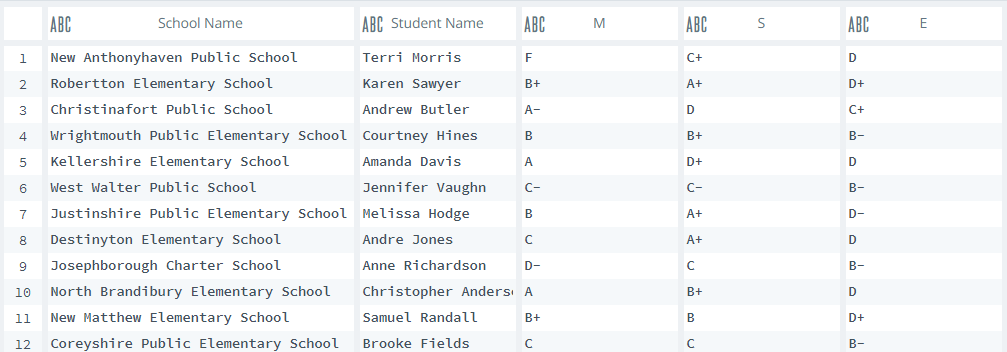 ABC School Name ABC Student Name ABC M ABC S ABC E
1 New Anthonyhaven Public School Terri Morris F C+ D
2 Robertton Elementary School Karen Sawyer B+ A+ D+
3 Christinafort Public School Andrew Butler A- D C+
4 Wrightmouth Public Elementary School Courtney Hines B B+ B-
5 Kellershire Elementary School Amanda Davis A D+ D
6 West Walter Public School Jennifer Vaughn C- C- B-
7 Justinshire Public Elementary School Melissa Hodge B A+ D-
8 Destinyton Elementary School Andre Jones C A+ D
9 Josephborough Charter School Anne Richardson D- C B-
10 North Brandibury Elementary School Christopher Anders A B+ D
11 New Matthew Elementary School Samuel Randall B+ B D+
12 Coreyshire Public Elementary School Brooke Fields C C B-